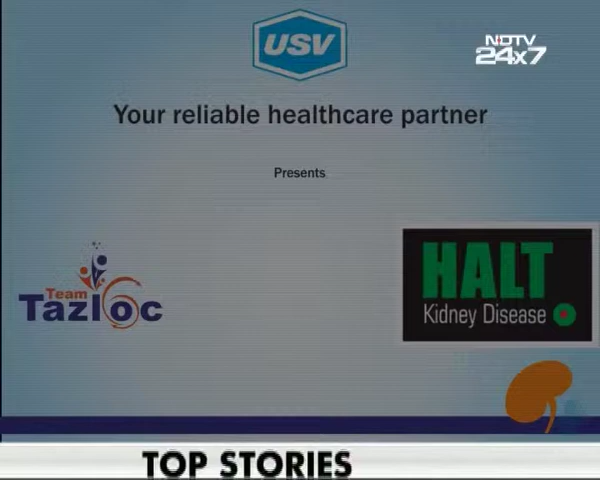 USV
NDTV
24x7
Your reliable healthcare partner
Presents
Team
Tazloc
HALT
Kidney Disease
TOP STORIES